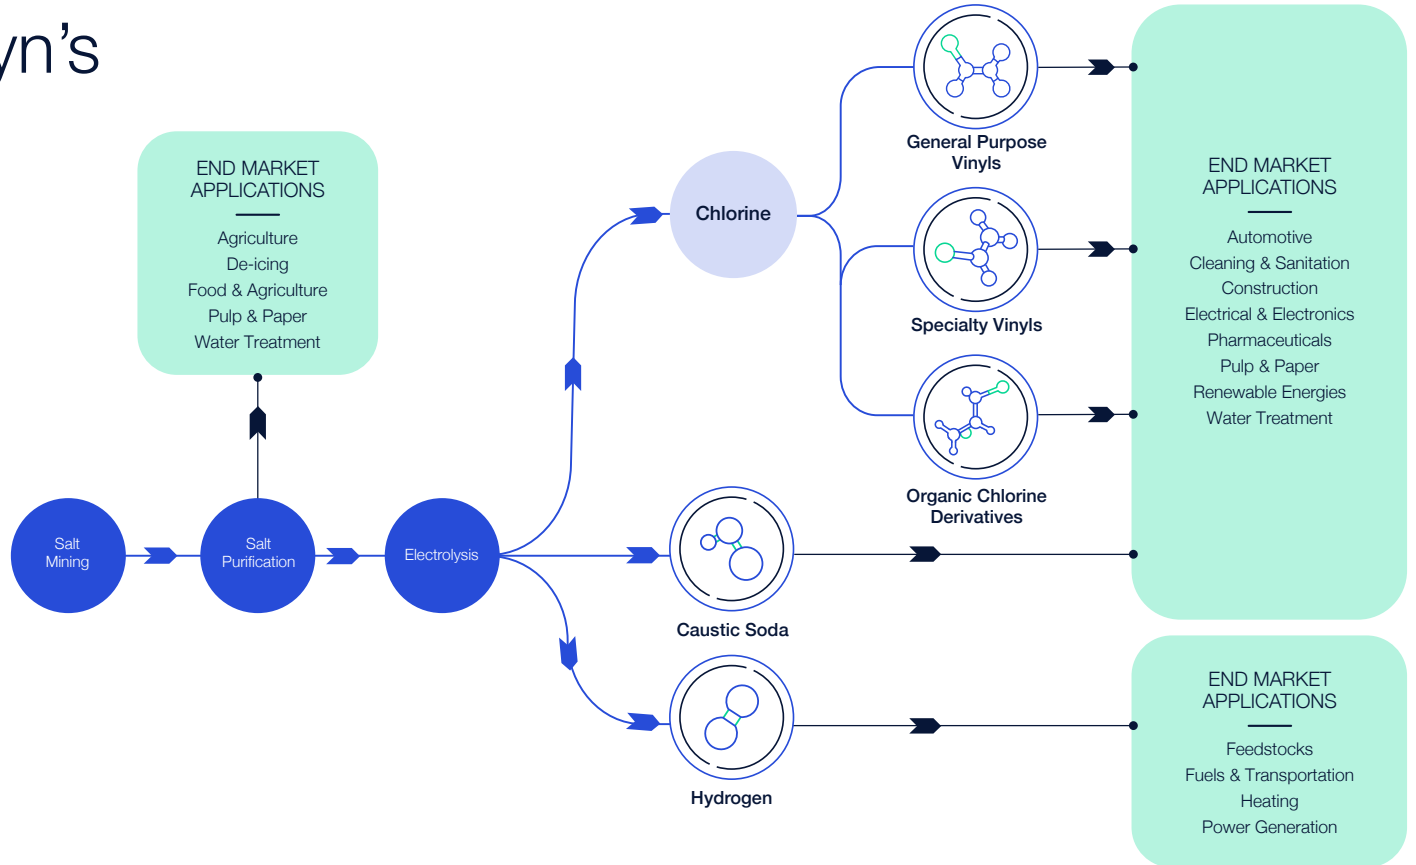 END MARKET
APPLICATIONS
Agriculture
De-icing
Food & Agriculture
Pulp & Paper
Water Treatment
Salt
Mining
Salt
Purification
Electrolysis
Chlorine
General Purpose
Vinyls
Specialty Vinyls
Organic Chlorine
Derivatives
Caustic Soda
Hydrogen
END MARKET
APPLICATIONS
Automotive
Cleaning & Sanitation
Construction
Electrical & Electronics
Pharmaceuticals
Pulp & Paper
Renewable Energies
Water Treatment
END MARKET
APPLICATIONS
Feedstocks
Fuels & Transportation
Heating
Power Generation